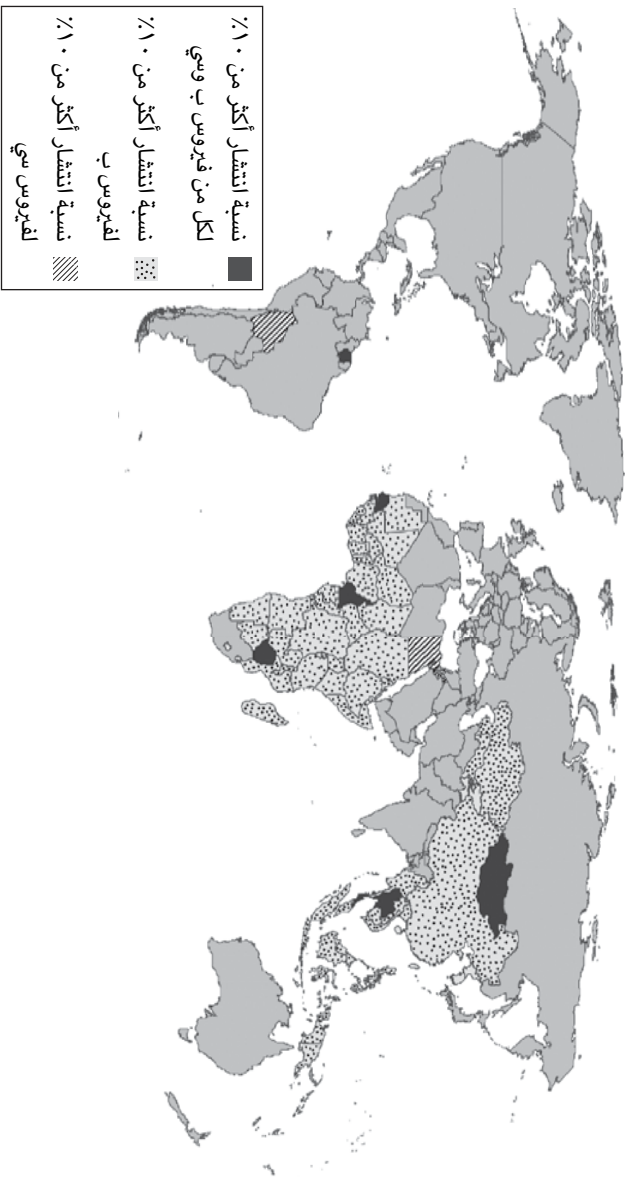 نسبة انتشار أكثر من ١٠٪
لكل من فيروس ب وسي
نسبة انتشار أكثر من ١٠٪
لفيروس ب
نسبة انتشار أكثر من ١٠٪
لفيروس سي